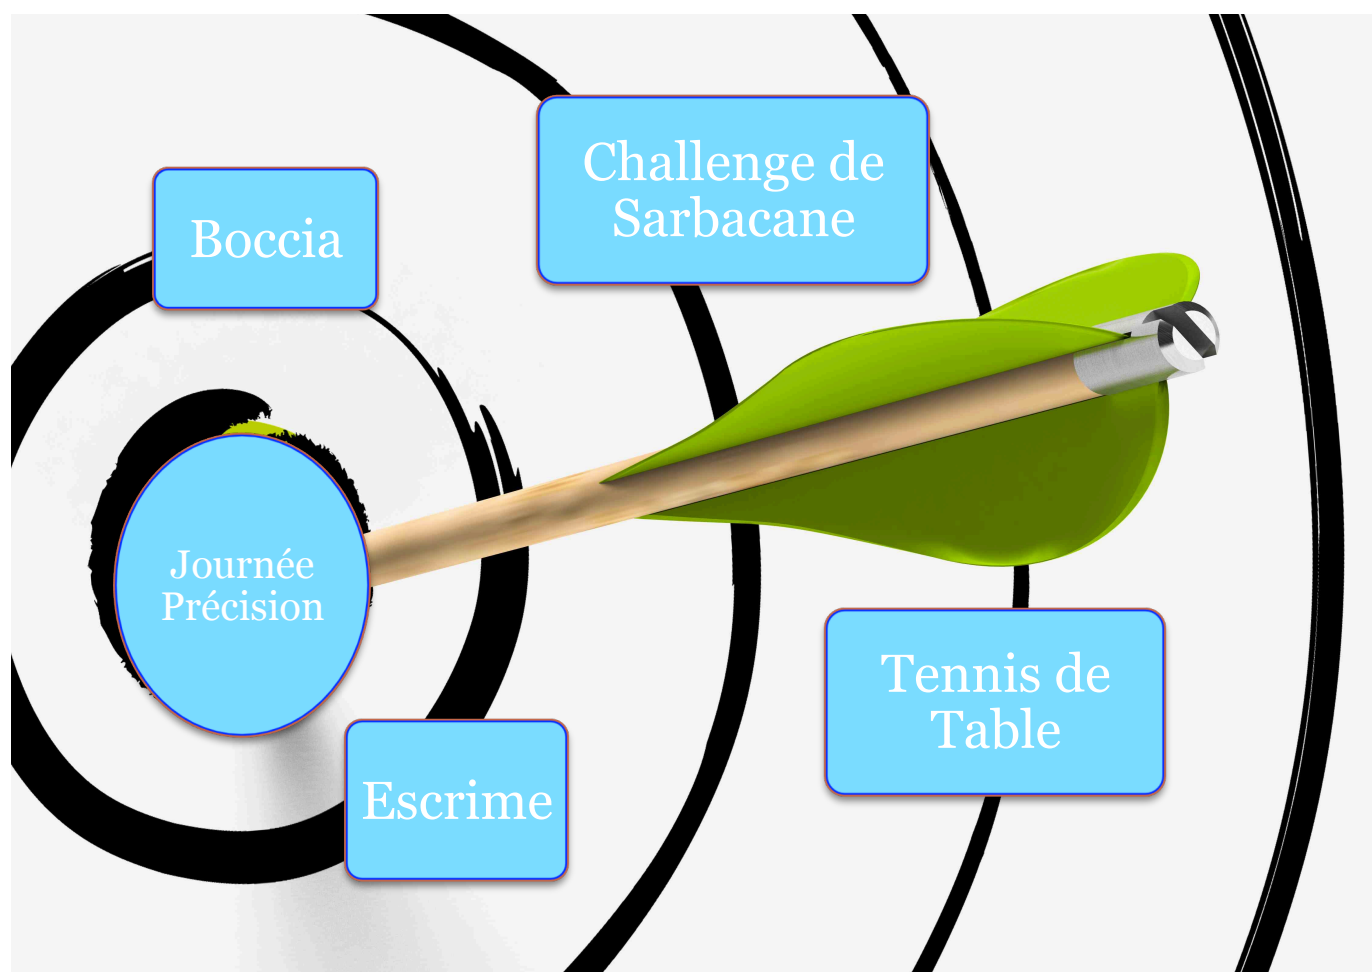 Challenge de
Sarbacane
Boccia
Journée
Précision
Tennis de
Table
Escrime